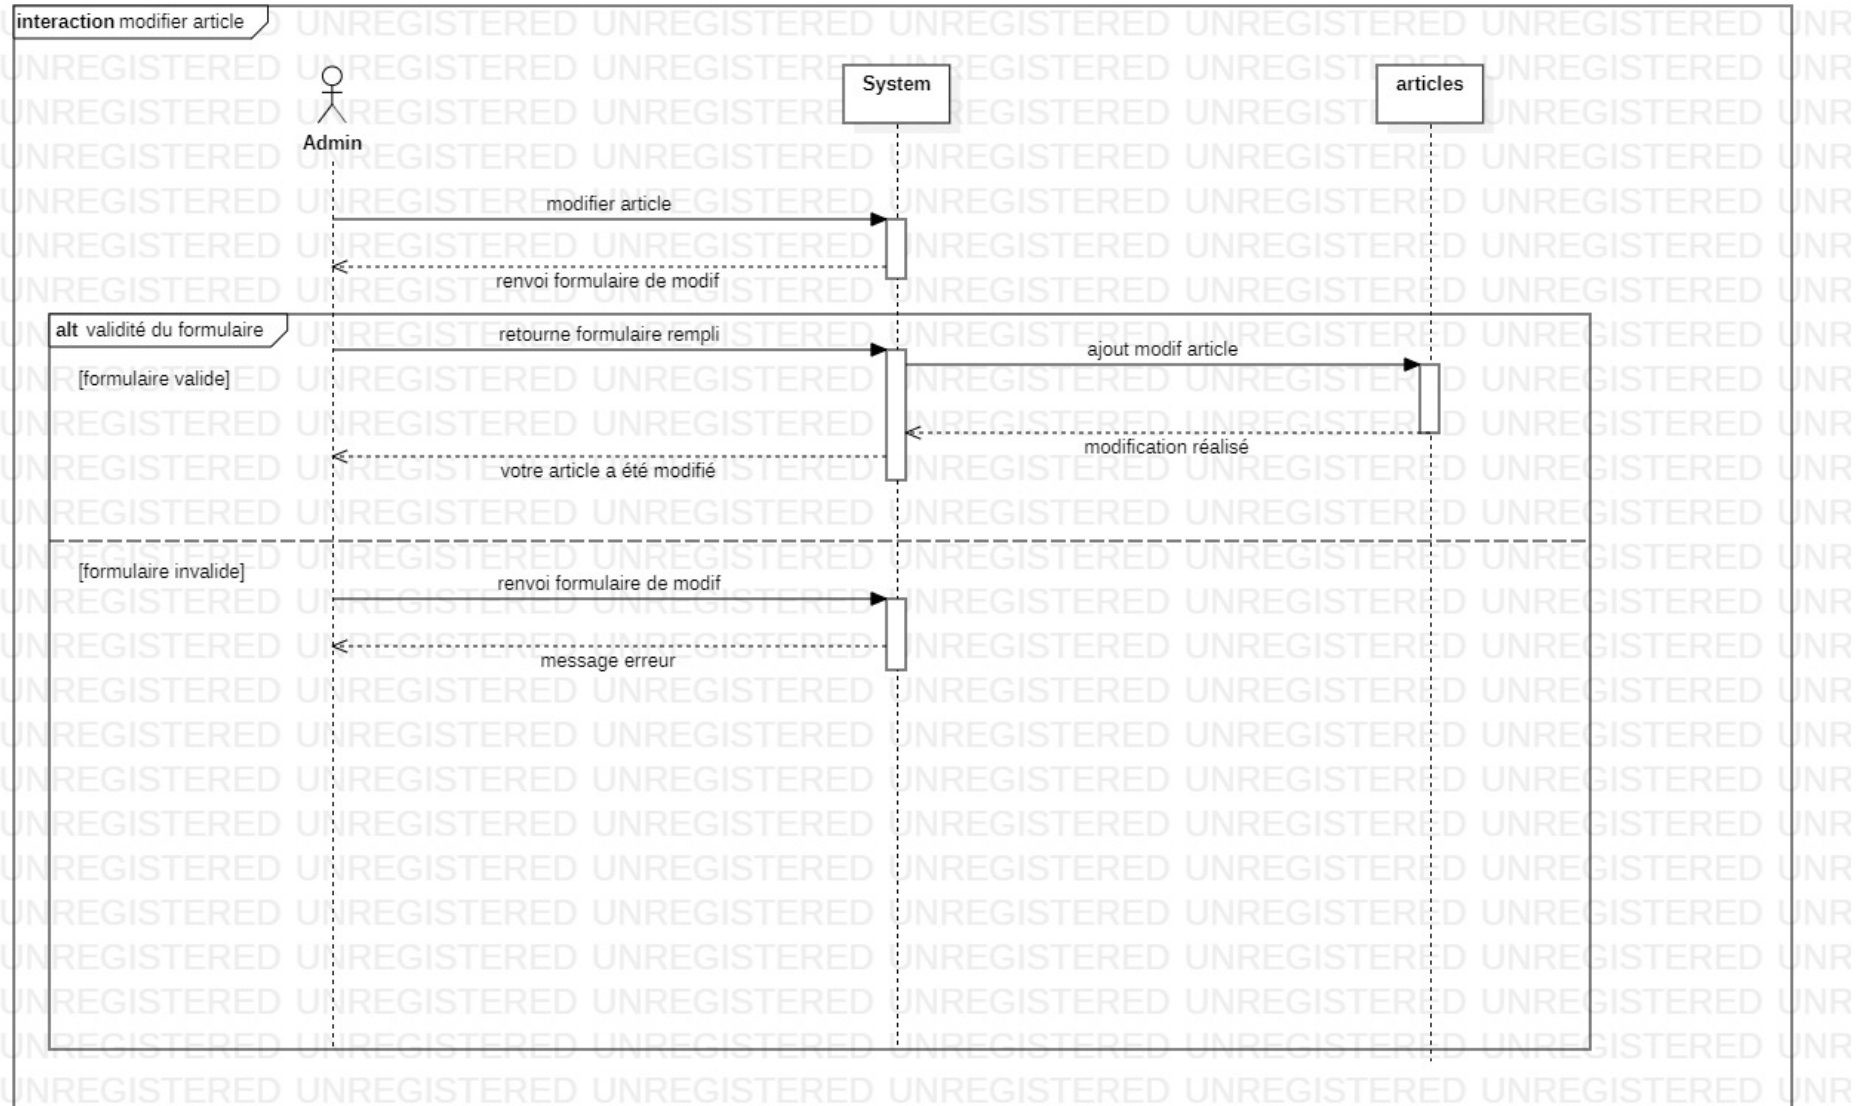 interaction modifier article
System
articles
Admin
modifier article
renvoi formulaire de modif
alt validité du formulaire
retourne formulaire rempli
ajout modif article
[formulaire valide]
modification réalisé
votre article a été modifié
[formulaire invalide]
renvoi formulaire de modif
message erreur
UNREGISTERED